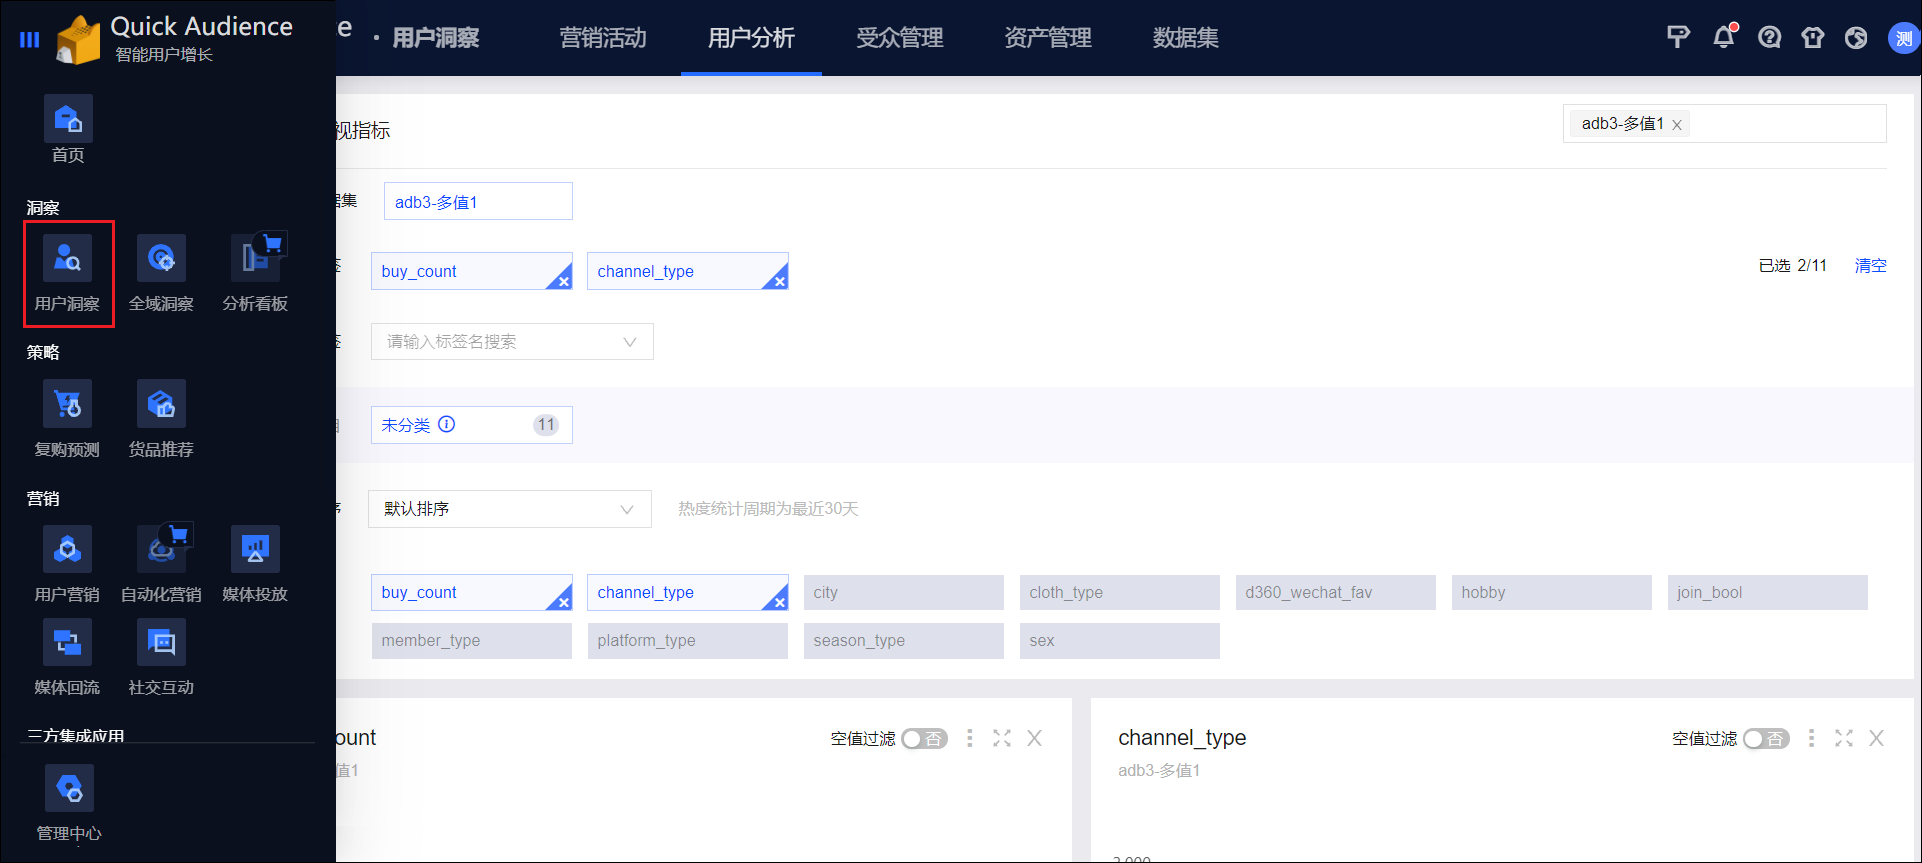 Quick Audience
智能用户增长
· 用户洞察 营销活动 用户分析 受众管理 资产管理 数据集
测
首页
洞察
用户洞察 全域洞察 分析看板
策略
复购预测 货品推荐
营销
用户营销 自动化营销 媒体投放
媒体回流 社交互动
三方集成应用
管理中心
视指标
adb3-多值1
集 adb3-多值1
buy_count channel_type
已选 2/11 清空
请输入标签名搜索
未分类 11
默认排序 热度统计周期为最近30天
buy_count channel_type city cloth_type d360_wechat_fav hobby join_bool
member_type platform_type season_type sex
ount 空值过滤 否
值1
channel_type 空值过滤 否
adb3-多值1